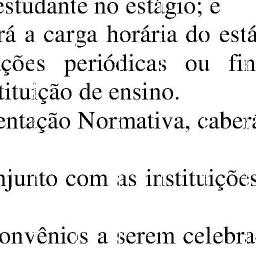 estudante no estágio; e
rá a carga horária do está
ções periódicas ou fin
tituição de ensino.
entação Normativa, caberá
njunto com as instituições
onvênios a serem celebra